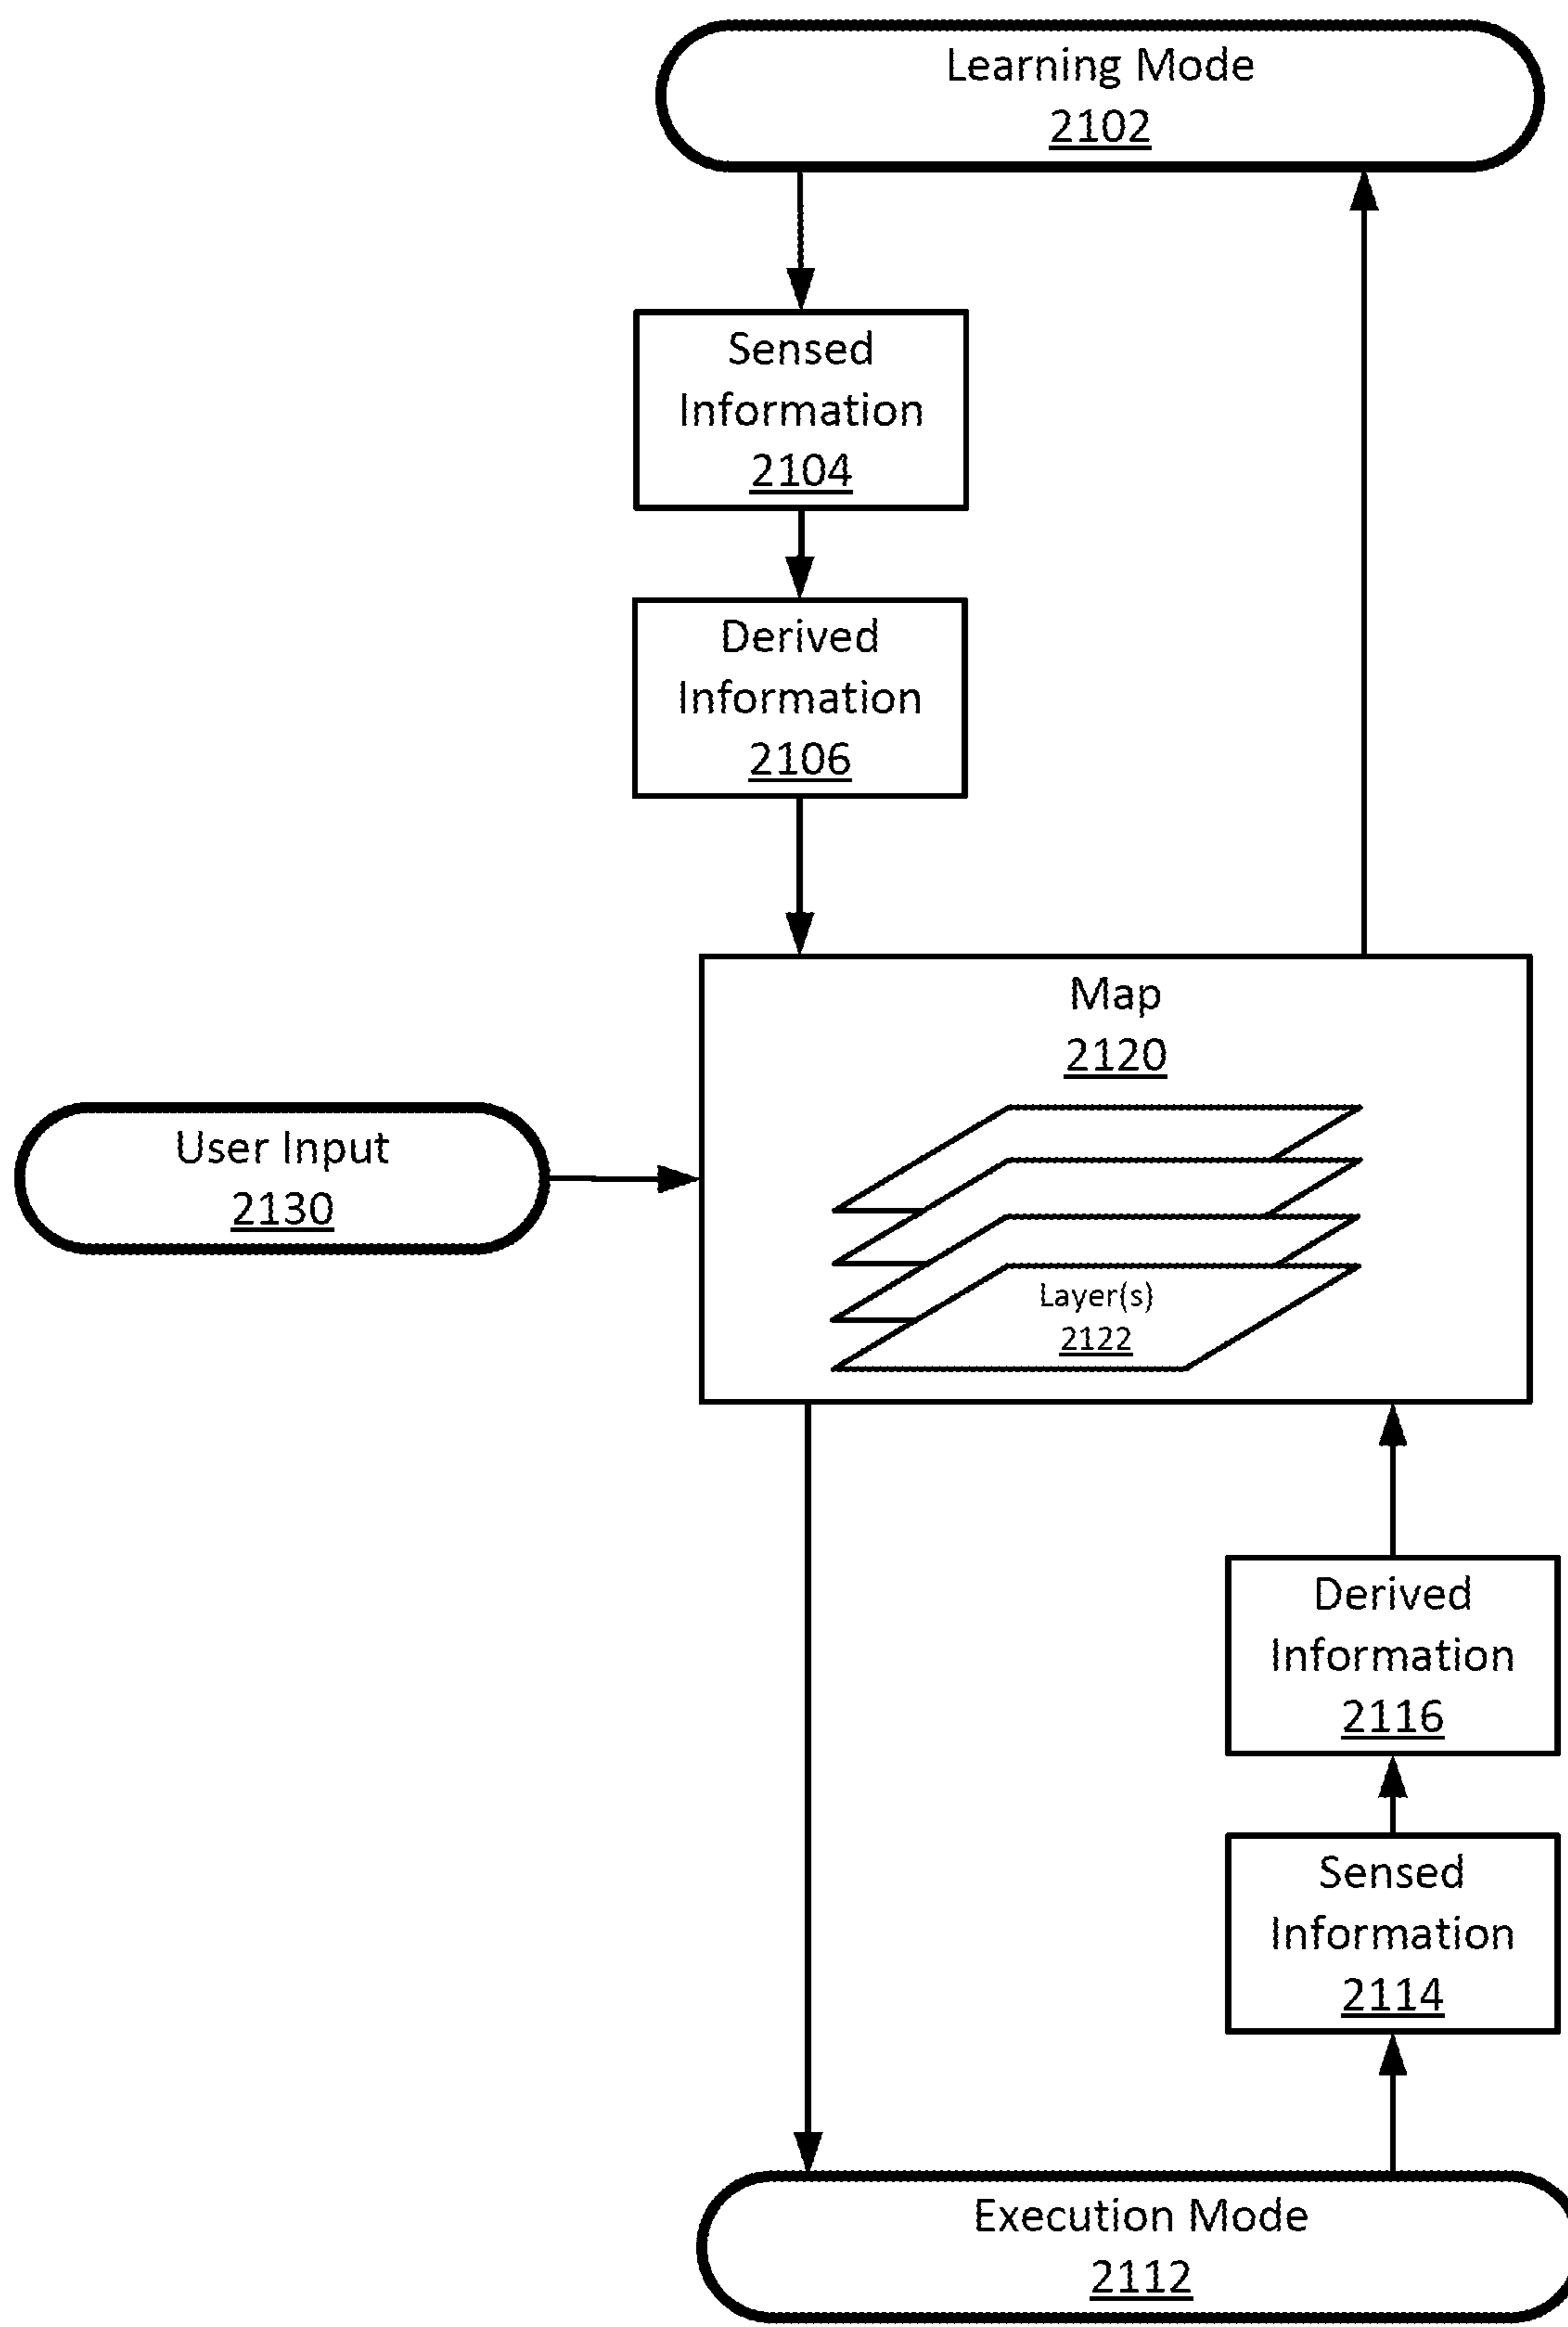 Learning Mode
2102
Sensed
Information
2104
Derived
Information
2106
Map
2120
User Input
2130
Layer(s)
2122
Derived
Information
2116
Sensed
Information
2114
Execution Mode
2112